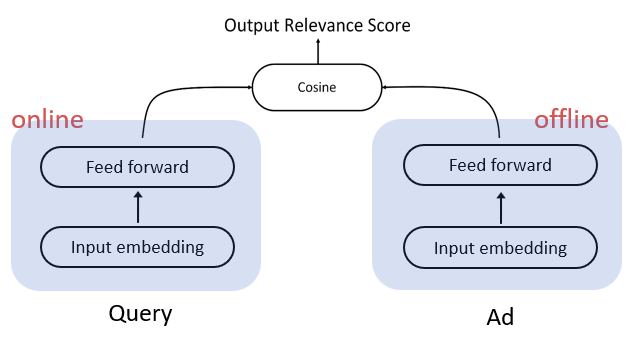 Output Relevance Score
Cosine
online
offline
Feed forward
Feed forward
Input embedding
Input embedding
Query
Ad